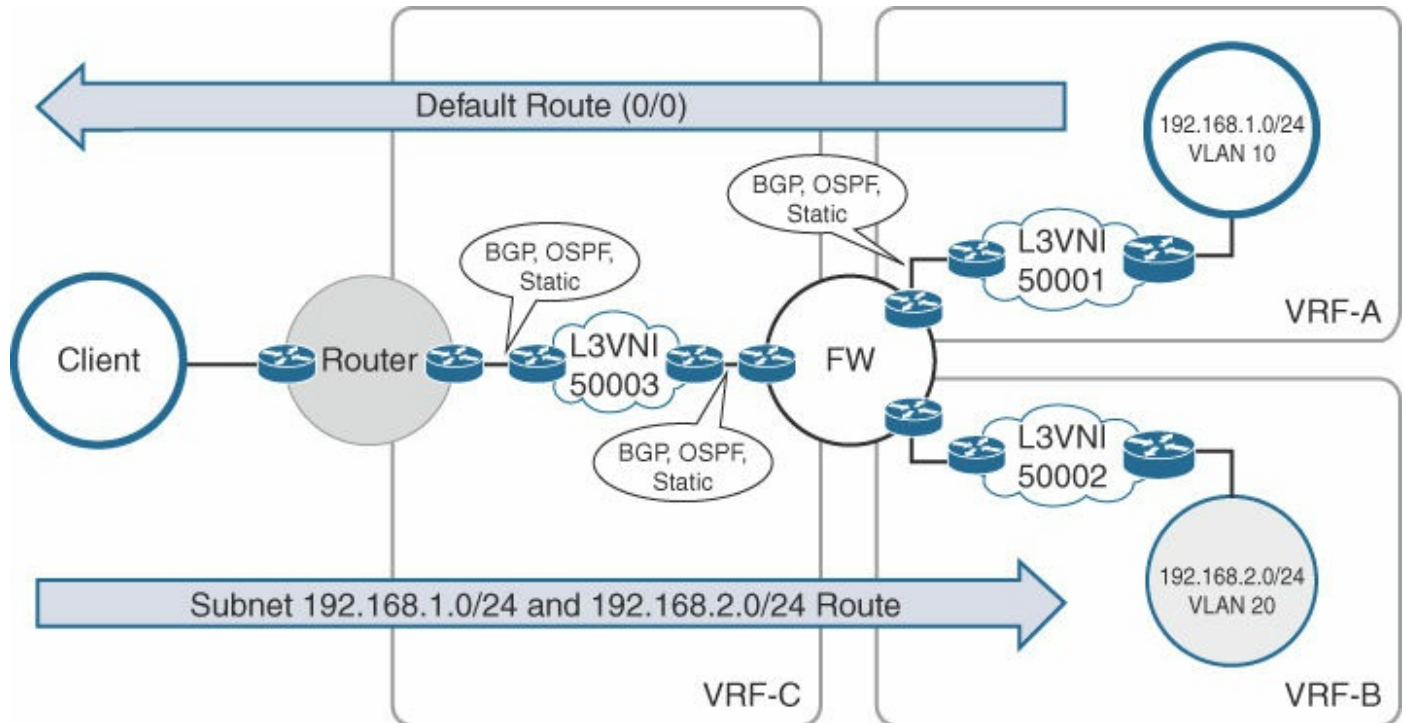 Default Route (0/0)
192.168.1.0/24
VLAN 10
BGP, OSPF,
Static
L3VNI
50001
VRF-A
BGP, OSPF,
Static
Client
Router
L3VNI
50003
FW
BGP, OSPF,
Static
L3VNI
50002
192.168.2.0/24
VLAN 20
Subnet 192.168.1.0/24 and 192.168.2.0/24 Route
VRF-C
VRF-B